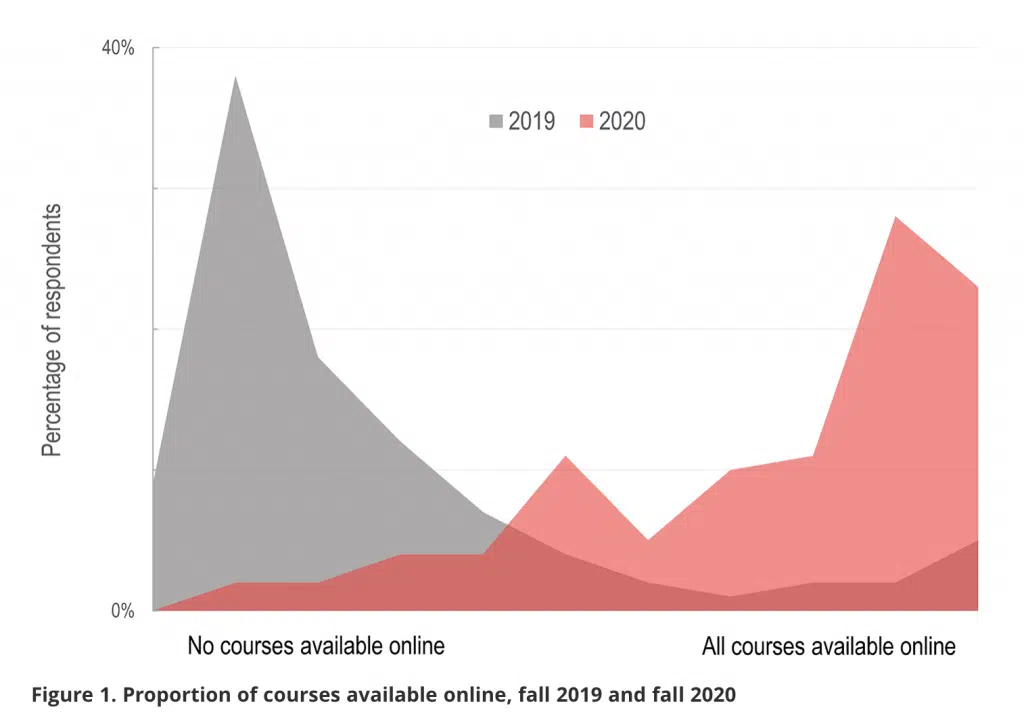 40%
2019 2020
Percentage of respondents
0%
No courses available online All courses available online
Figure 1. Proportion of courses available online, fall 2019 and fall 2020